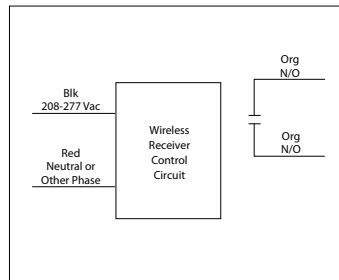 Blk
208-277 Vac
Red
Neutral or
Other Phase
Wireless
Receiver
Control
Circuit
Org
N/O
Org
N/O